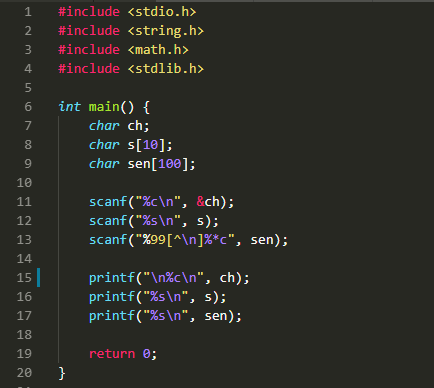 1 #include <stdio.h>
2 #include <string.h>
3 #include <math.h>
4 #include <stdlib.h>
5
6 int main() {
7     char ch;
8     char s[10];
9     char sen[100];
10
11     scanf("%c\n", &ch);
12     scanf("%s\n", s);
13     scanf("%99[^\n]%*c", sen);
14
15     printf("\n%c\n", ch);
16     printf("%s\n", s);
17     printf("%s\n", sen);
18
19     return 0;
20 }